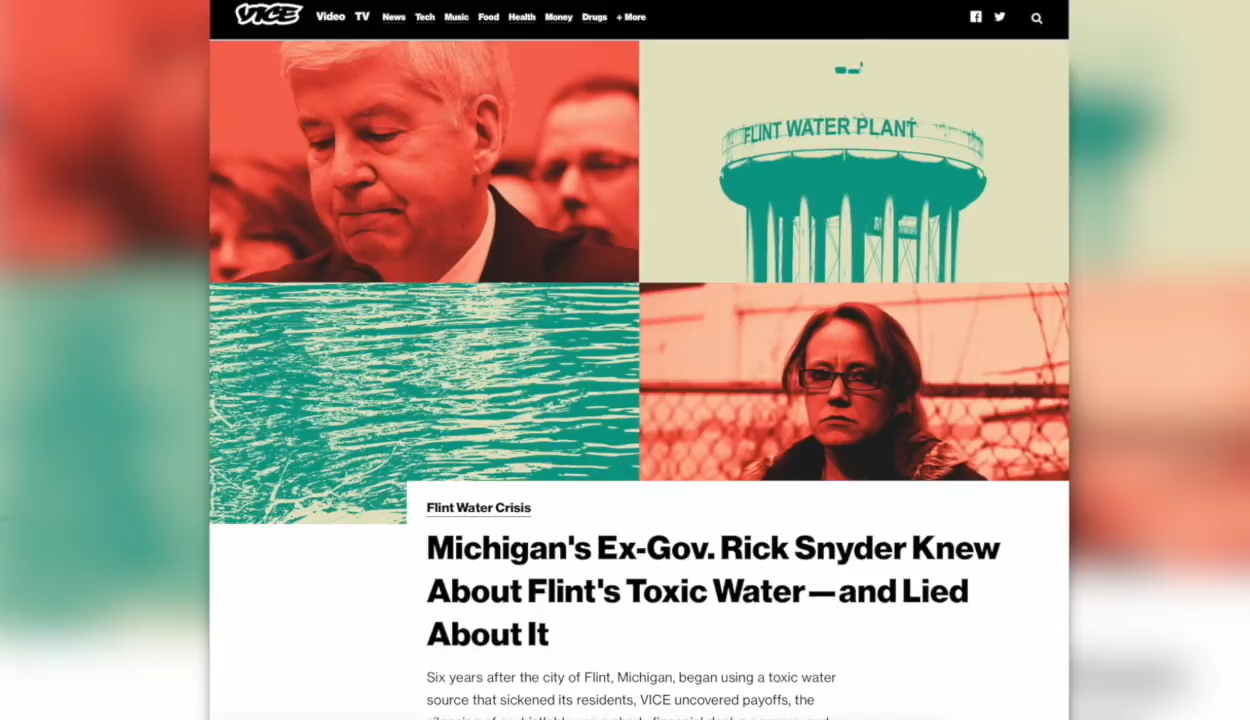 VICE Video TV News Tech Music Food Health Money Drugs + More
FLINT WATER PLANT
Flint Water Crisis
Michigan's Ex-Gov. Rick Snyder Knew
About Flint's Toxic Water—and Lied
About It
Six years after the city of Flint, Michigan, began using a toxic water
source that sickened its residents, VICE uncovered payoffs, the